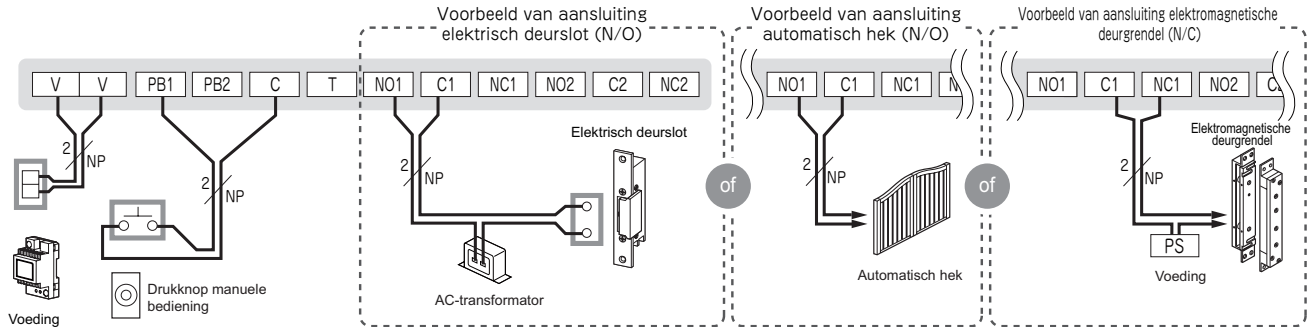 Voorbeeld van aansluiting
elektrisch deurslot (N/O)
Voorbeeld van aansluiting
automatisch hek (N/O)
Voorbeeld van aansluiting elektromagnetische
deurgrendel (N/C)
V V PB1 PB2 C T NO1 C1 NC1 NO2 C2 NC2
NO1 C1 NC1
NO1 C1 NC1 NO2
2
NP
2
NP
2
NP
2
NP
2
NP
Elektrisch deurslot
of
of
Elektromagnetische
deurgrendel
PS
Voeding
Automatisch hek
AC-transformator
Drukknop manuele
bediening
Voeding